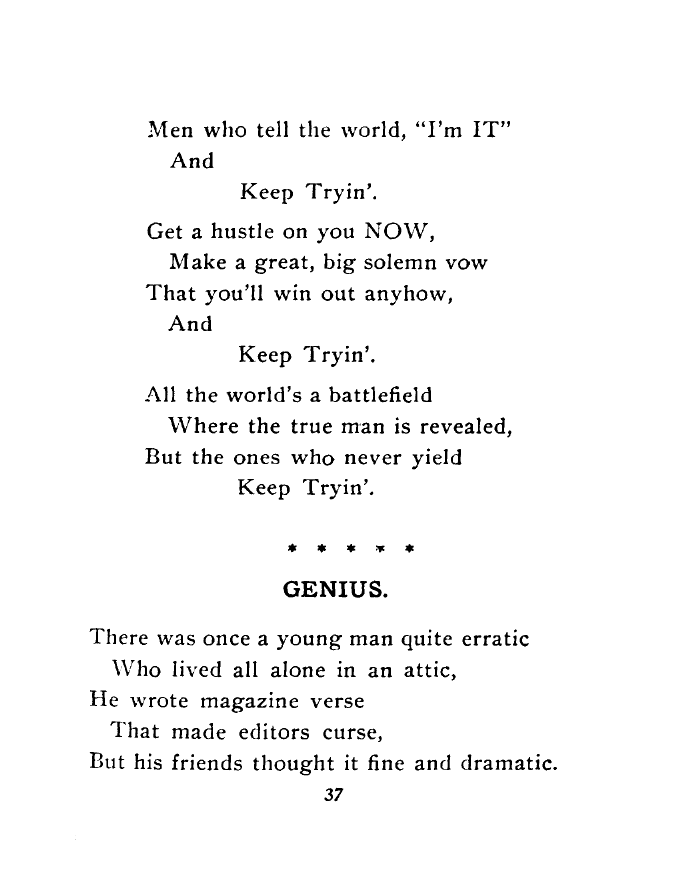 Men who tell the world, “I’m IT”
And
Keep Tryin’.
Get a hustle on you NOW,
Make a great, big solemn vow
That you’ll win out anyhow,
And
Keep Tryin’.
All the world’s a battlefield
Where the true man is revealed,
But the ones who never yield
Keep Tryin’.
* * * * *
GENIUS.
There was once a young man quite erratic
Who lived all alone in an attic,
He wrote magazine verse
That made editors curse,
But his friends thought it fine and dramatic.
37